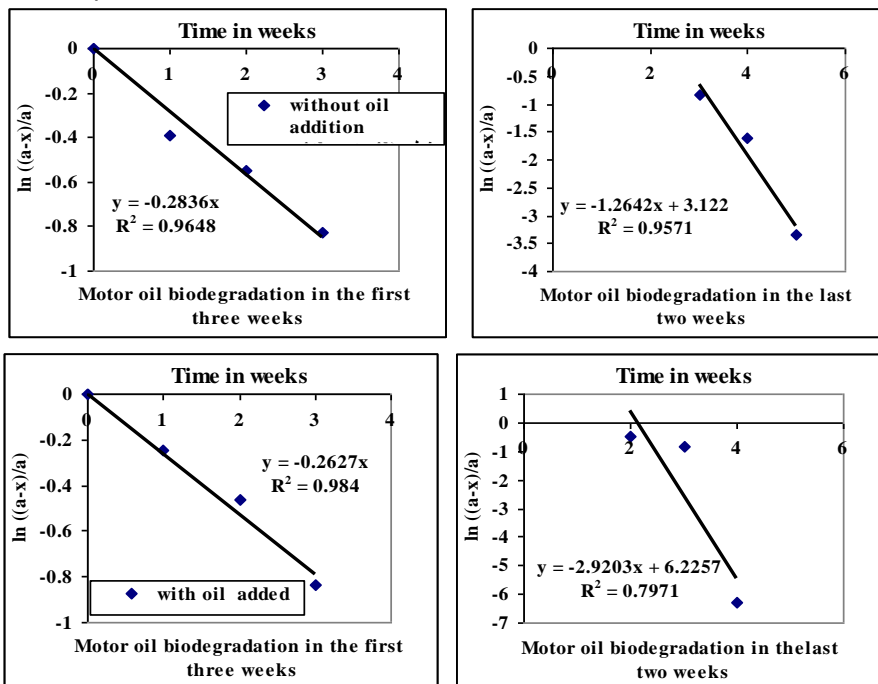 Time in weeks
0
-0.2
-0.4
-0.6
-0.8
-1
0
1
2
3
4
without oil
addition
y = -0.2836x
R² = 0.9648
ln ((a-x)/a)
Motor oil biodegradation in the first
three weeks
Time in weeks
0
-0.5
-1
-1.5
-2
-2.5
-3
-3.5
-4
0
2
4
6
y = -1.2642x + 3.122
R² = 0.9571
ln ((a-x)/a)
Motor oil biodegradation in the last
two weeks
Time in weeks
0
-0.2
-0.4
-0.6
-0.8
-1
0
1
2
3
4
y = -0.2627x
R² = 0.984
with oil added
ln ((a-x)/a)
Motor oil biodegradation in the first
three weeks
Time in weeks
1
0
-1
-2
-3
-4
-5
-6
-7
0
2
4
6
y = -2.9203x + 6.2257
R² = 0.7971
ln ((a-x)/a)
Motor oil biodegradation in thelast
two weeks